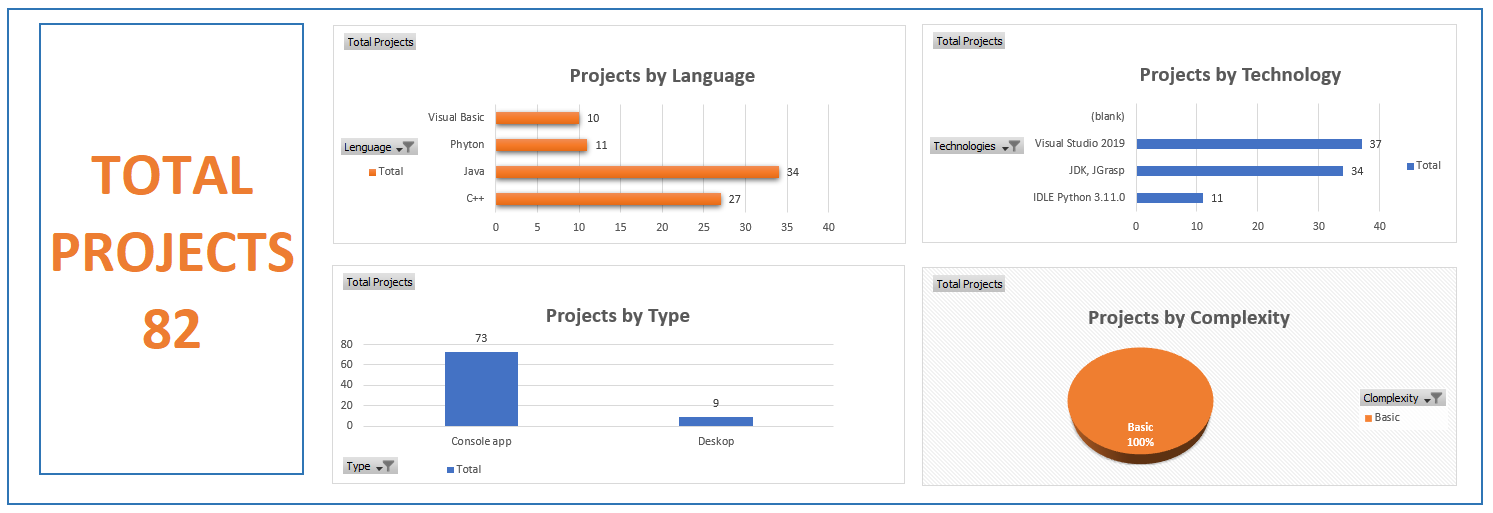 TOTAL
PROJECTS
82
Total Projects
Projects by Language
Visual Basic 10
Phyton 11
Java 34
C++ 27
0 5 10 15 20 25 30 35 40
Lenguage
Total
Total Projects
Projects by Technology
(blank)
Visual Studio 2019 37
JDK, JGrasp 34
IDLE Python 3.11.0 11
0 10 20 30 40
Technologies
Total
Total Projects
Projects by Type
80
60
40
20
0
73
9
Console app Deskop
Type
Total
Total Projects
Projects by Complexity
Basic
100%
Clomplexity
Basic